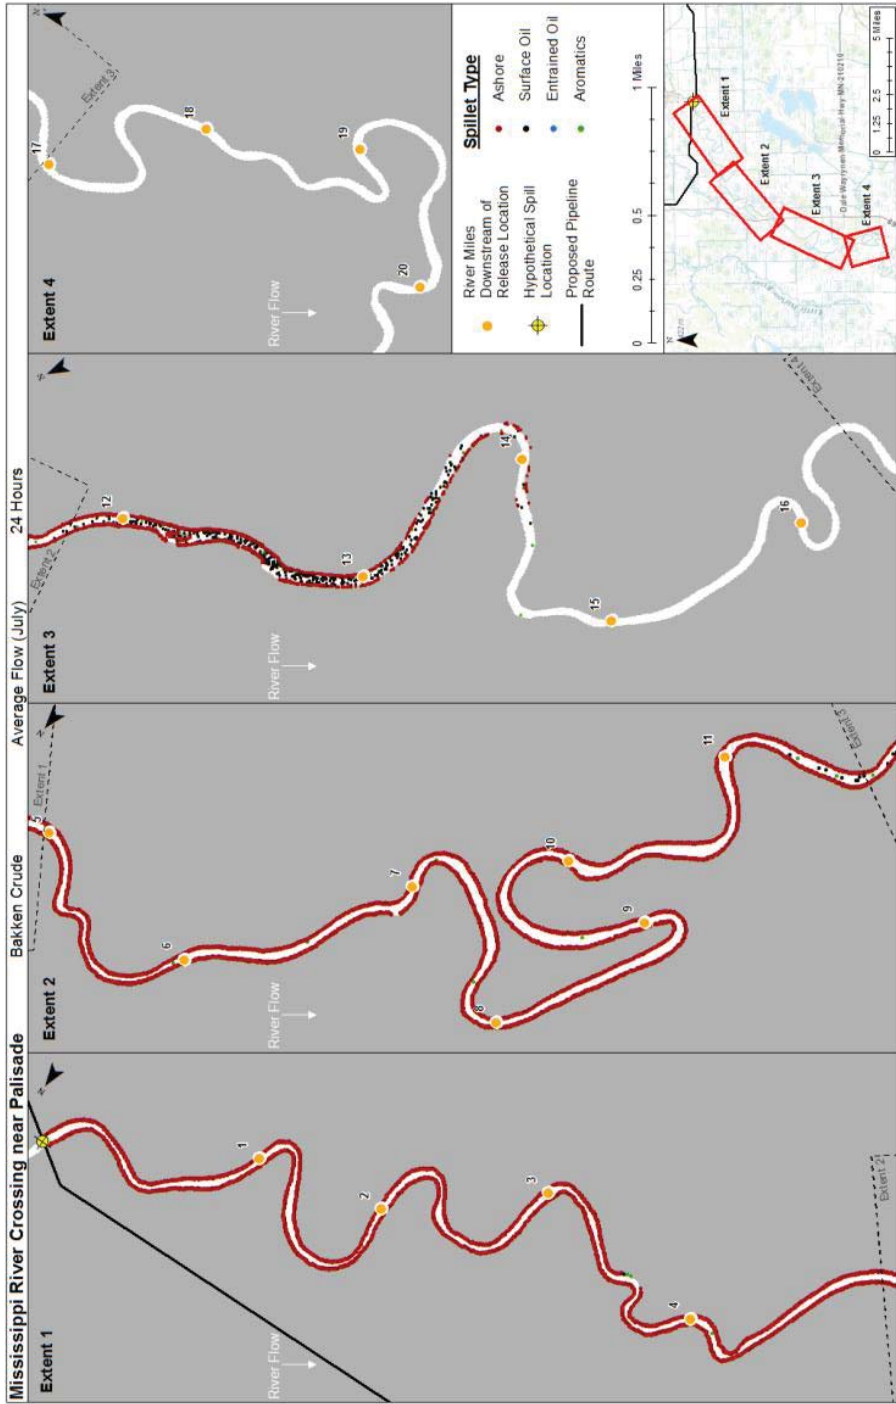 Mississippi River Crossing near Palisade
Bakken Crude
Average Flow (July)
24 Hours
Extent 1
River Flow
1
2
3
4
Extent 2
N
Extent 2
Extent 1
River Flow
5
6
7
8
9
10
11
Extent 3
N
Extent 3
Extent 2
River Flow
12
13
14
15
16
Extent 4
N
Extent 4
Extent 3
River Flow
17
18
19
20
N
River Miles
Downstream of
Release Location
Hypothetical Spill
Location
Proposed Pipeline
Route
Spillet Type
Ashore
Surface Oil
Entrained Oil
Aromatics
0
0.25
0.5
1 Miles
N
Extent 1
Extent 2
Extent 3
Extent 4
0
1.25
2.5
5 Miles